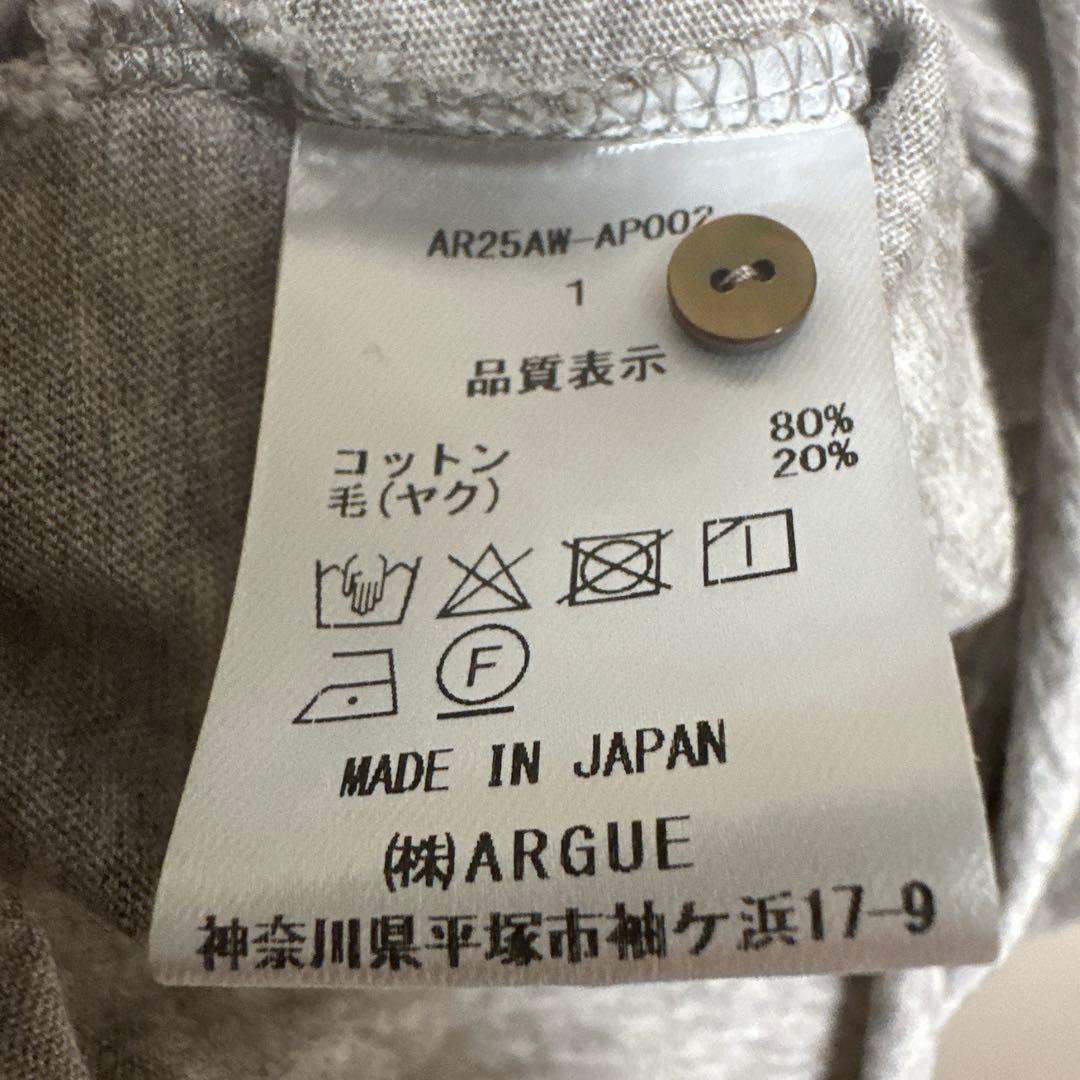 AR25AW-AP002
1
品質表示
コットン 80%
毛(ヤク) 20%
F
MADE IN JAPAN
(株)ARGUE
神奈川県平塚市袖ケ浜17-9